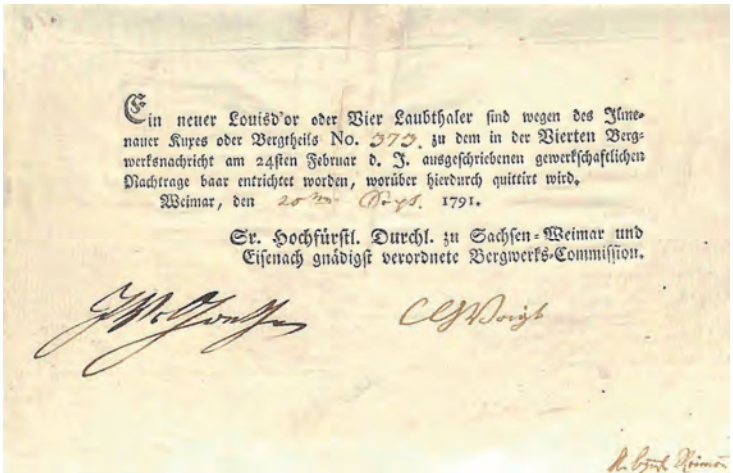 Ein neuer Louisd'or oder Vier Laubthaler sind wegen des Ilme-
nauer Kuxes oder Bergtheils No. 373. zu dem in der Vierten Berg-
werksnachricht am 24sten Februar d. J. ausgeschriebenen gewerkschaftlichen
Nachtrage baar entrichtet worden, worüber hierdurch quittirt wird.
Weimar, den 20ten Sept. 1791.
Sr. Hochfürstl. Durchl. zu Sachsen-Weimar und
Eisenach gnädigst verordnete Bergwerks-Commission.
JWvGoethe
CGVoigt